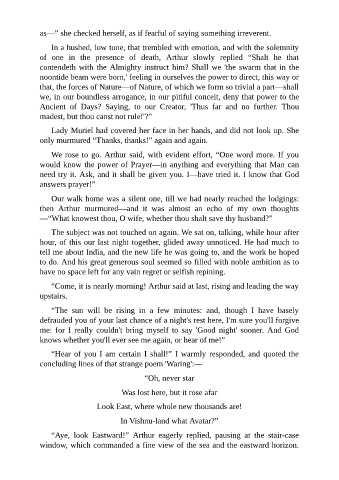 as—” she checked herself, as if fearful of saying something irreverent.
In a hushed, low tone, that trembled with emotion, and with the solemnity
of one in the presence of death, Arthur slowly replied “Shalt he that
contendeth with the Almighty instruct him? Shall we 'the swarm that in the
noontide beam were born,' feeling in ourselves the power to direct, this way or
that, the forces of Nature—of Nature, of which we form so trivial a part—shall
we, in our boundless arrogance, in our pitiful conceit, deny that power to the
Ancient of Days? Saying, to our Creator, 'Thus far and no further. Thou
madest, but thou canst not rule!'?”
Lady Muriel had covered her face in her hands, and did not look up. She
only murmured “Thanks, thanks!” again and again.
We rose to go. Arthur said, with evident effort, “One word more. If you
would know the power of Prayer—in anything and everything that Man can
need try it. Ask, and it shall be given you. I—have tried it. I know that God
answers prayer!”
Our walk home was a silent one, till we had nearly reached the lodgings:
then Arthur murmured—and it was almost an echo of my own thoughts
—“What knowest thou, O wife, whether thou shalt save thy husband?”
The subject was not touched on again. We sat on, talking, while hour after
hour, of this our last night together, glided away unnoticed. He had much to
tell me about India, and the new life he was going to, and the work he hoped
to do. And his great generous soul seemed so filled with noble ambition as to
have no space left for any vain regret or selfish repining.
“Come, it is nearly morning! Arthur said at last, rising and leading the way
upstairs.
“The sun will be rising in a few minutes: and, though I have basely
defrauded you of your last chance of a night's rest here, I'm sure you'll forgive
me: for I really couldn't bring myself to say 'Good night' sooner. And God
knows whether you'll ever see me again, or hear of me!”
“Hear of you I am certain I shall!” I warmly responded, and quoted the
concluding lines of that strange poem 'Waring':—
“Oh, never star
Was lost here, but it rose afar
Look East, where whole new thousands are!
In Vishnu-land what Avatar?”
“Aye, look Eastward!” Arthur eagerly replied, pausing at the stair-case
window, which commanded a fine view of the sea and the eastward horizon.